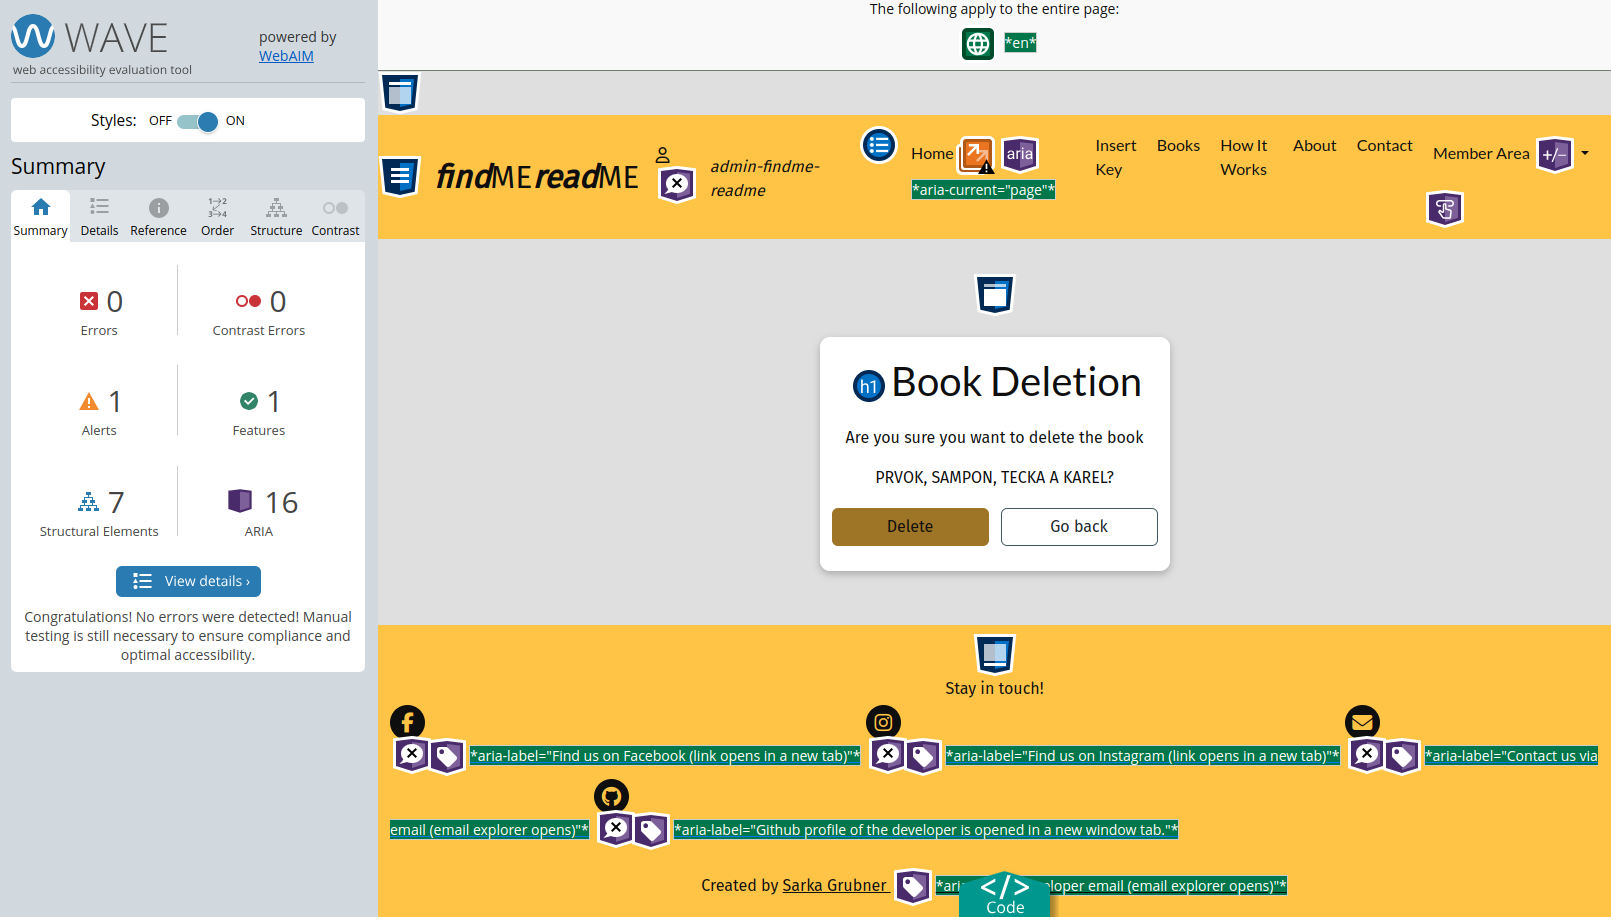 WAVE
web accessibility evaluation tool
powered by
WebAIM
Styles: OFF ON
Summary
Summary Details Reference Order Structure Contrast
0 0
Errors Contrast Errors
1 1
Alerts Features
7 16
Structural Elements ARIA
View details ›
Congratulations! No errors were detected! Manual
testing is still necessary to ensure compliance and
optimal accessibility.
The following apply to the entire page:
*en*
findMEreadME
admin-findme-
readme
Home aria
*aria-current="page"*
Insert
Key
Books
How It
Works
About
Contact
Member Area +/-
h1 Book Deletion
Are you sure you want to delete the book
PRVOK, SAMPON, TECKA A KAREL?
Delete Go back
Stay in touch!
*aria-label="Find us on Facebook (link opens in a new tab)"* *aria-label="Find us on Instagram (link opens in a new tab)"* *aria-label="Contact us via
email (email explorer opens)"* *aria-label="Github profile of the developer is opened in a new window tab."*
Created by Sarka Grubner *ari loper email (email explorer opens)"*
</> Code